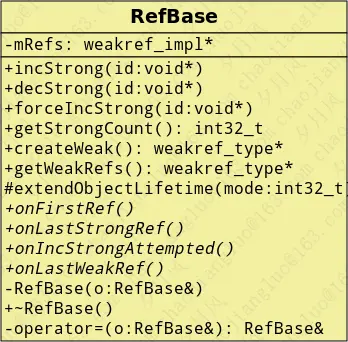 RefBase
-mRefs: weakref_impl*
+incStrong(id:void*)
+decStrong(id:void*)
+forceIncStrong(id:void*)
+getStrongCount(): int32_t
+createWeak(): weakref_type*
+getWeakRefs(): weakref_type*
#extendObjectLifetime(mode:int32_t)
+onFirstRef()
+onLastStrongRef()
+onIncStrongAttempted()
+onLastWeakRef()
-RefBase(o:RefBase&)
+~RefBase()
-operator=(o:RefBase&): RefBase&